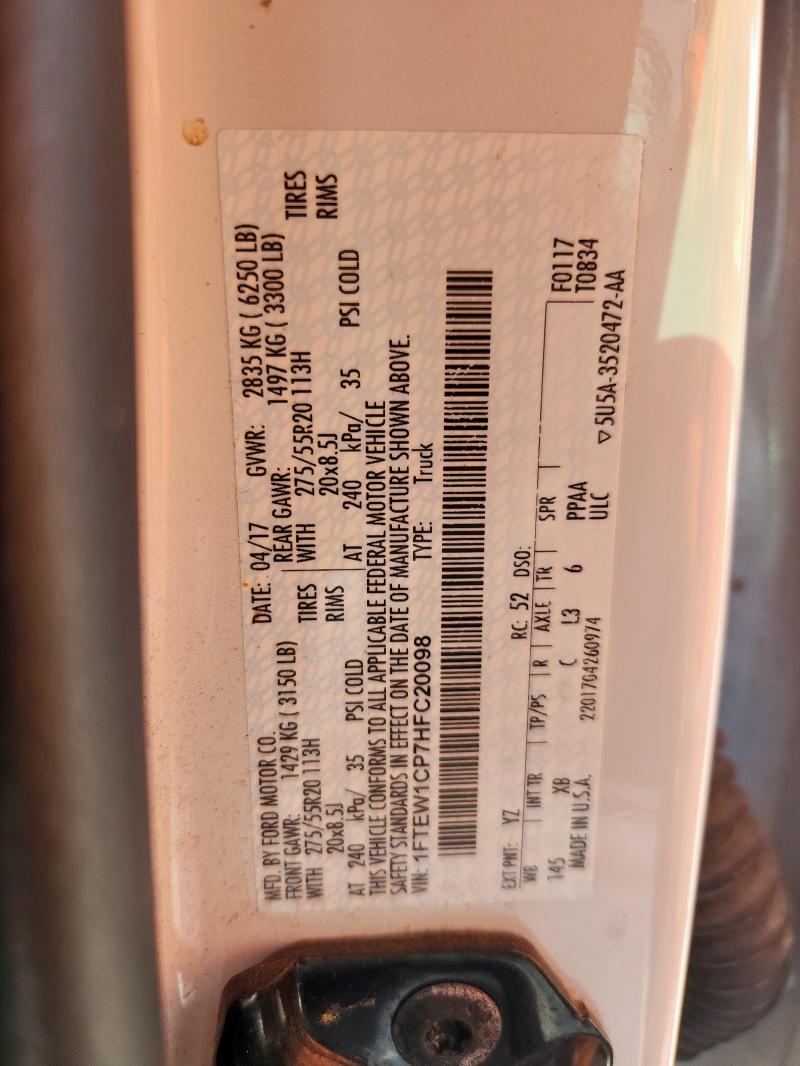 MFD. BY FORD MOTOR CO. DATE: 04/17 GVWR: 2835 KG ( 6250 LB)
FRONT GAWR: 1429 KG ( 3150 LB) REAR GAWR: 1497 KG ( 3300 LB)
WITH 275/55R20 113H TIRES WITH 275/55R20 113H TIRES
20x8.5J RIMS 20x8.5J RIMS
AT 240 kPa/ 35 PSI COLD AT 240 kPa/ 35 PSI COLD
THIS VEHICLE CONFORMS TO ALL APPLICABLE FEDERAL MOTOR VEHICLE
SAFETY STANDARDS IN EFFECT ON THE DATE OF MANUFACTURE SHOWN ABOVE.
VIN: 1FTEW1CP7HFC20098 TYPE: Truck
EXT PNT: YZ RC: 52 DSO:
WB INT TR TP/PS R AXLE TR SPR F0117
145 XB C L3 6 PPAA T0834
MADE IN U.S.A. 2201704260974 ULC ▽5U5A-3520472-AA